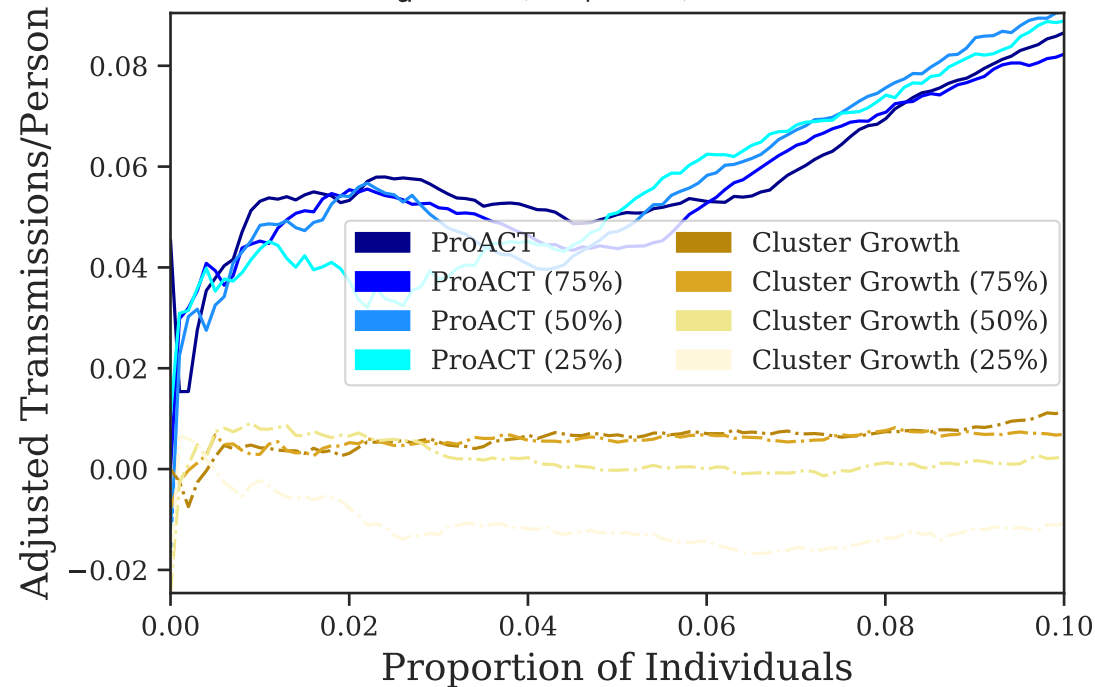 Adjusted Transmissions/Person
0.08
0.06
0.04
0.02
0.00
−0.02
ProACT
ProACT (75%)
ProACT (50%)
ProACT (25%)
Cluster Growth
Cluster Growth (75%)
Cluster Growth (50%)
Cluster Growth (25%)
0.00 0.02 0.04 0.06 0.08 0.10
Proportion of Individuals